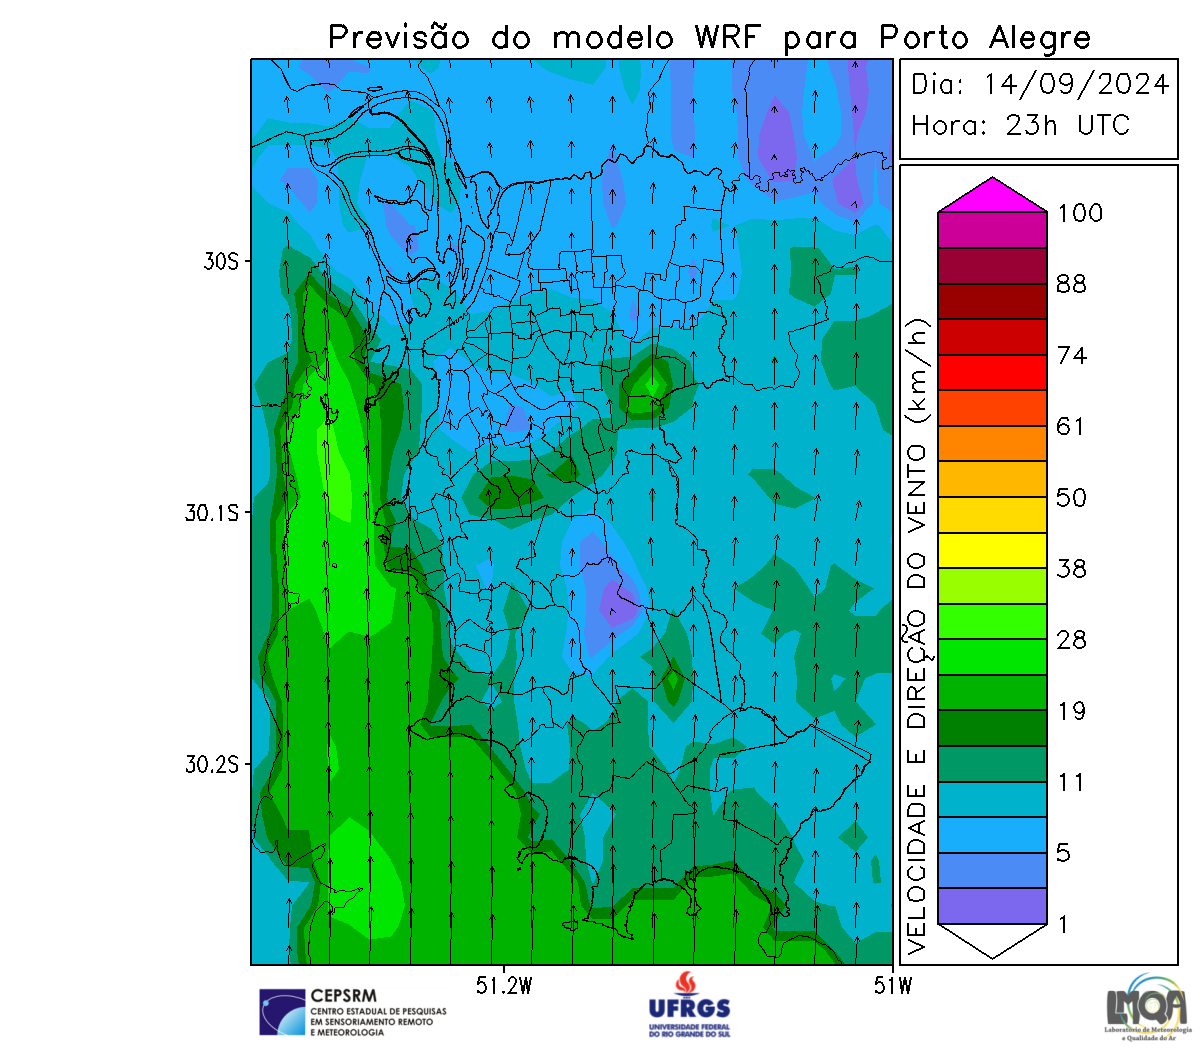 Previsão do modelo WRF para Porto Alegre
Dia: 14/09/2024
Hora: 23h UTC
100
88
74
61
50
38
28
19
11
5
1
VELOCIDADE E DIREÇÃO DO VENTO (km/h)
30S
30.1S
30.2S
51.2W
51W
CEPSRM
CENTRO ESTADUAL DE PESQUISAS
EM SENSORIAMENTO REMOTO
E METEOROLOGIA
UFRGS
UNIVERSIDADE FEDERAL
DO RIO GRANDE DO SUL
LMQA
Laboratório de Meteorologia
e Qualidade do Ar